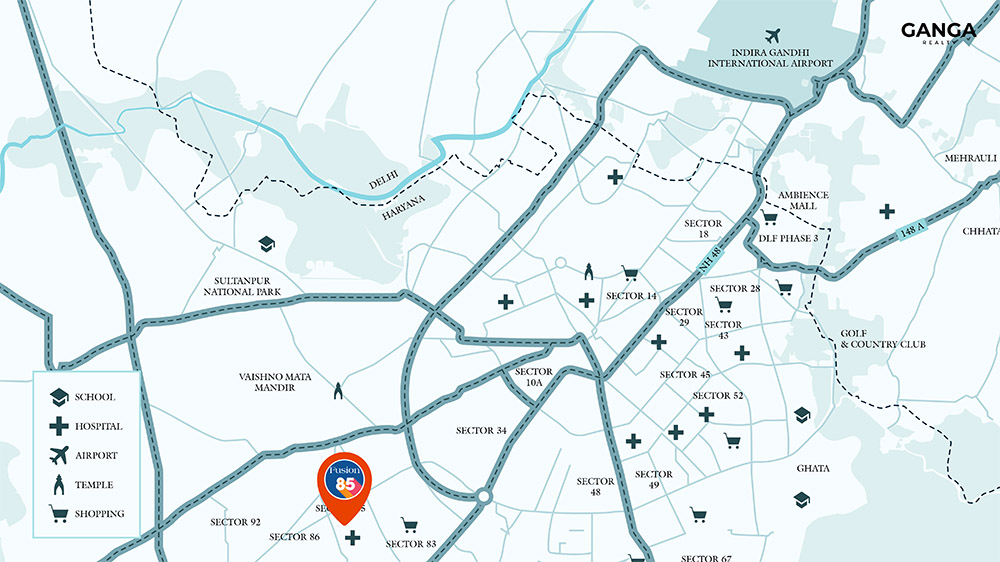 GANGA
REALTY
INDIRA GANDHI
INTERNATIONAL AIRPORT
MEHRAULI
DELHI
HARYANA
AMBIENCE
MALL
148 A
SECTOR
18
DLF PHASE 3
NH 48
SULTANPUR
NATIONAL PARK
SECTOR 14
SECTOR 28
SECTOR
29
SECTOR
43
GOLF
& COUNTRY CLUB
VAISHNO MATA
MANDIR
SECTOR
10A
SECTOR 45
SECTOR 52
SCHOOL
HOSPITAL
AIRPORT
TEMPLE
SHOPPING
SECTOR 34
GHATA
Fusion
85
SECTOR
48
SECTOR
49
SECTOR 92
SECTOR 86
SECTOR 83
SECTOR 67